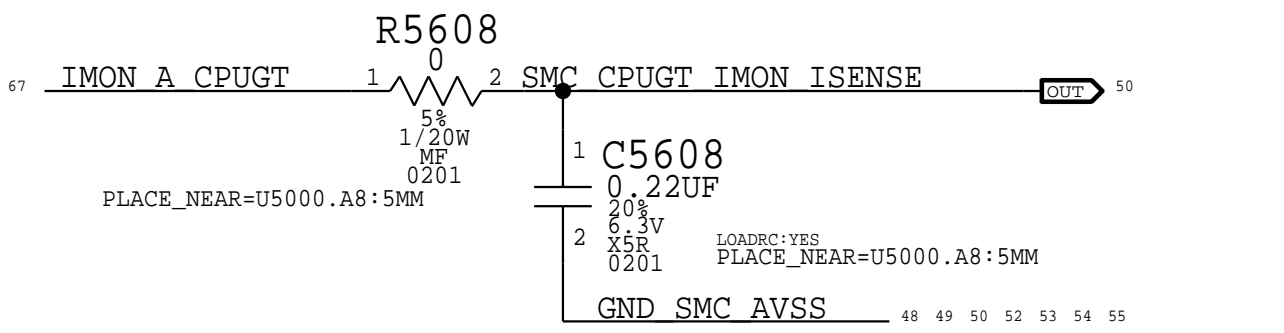 R5608
0
67 IMON_A_CPUGT 1 2 SMC_CPUGT_IMON_ISENSE OUT 50
5%
1/20W
MF
0201
PLACE_NEAR=U5000.A8:5MM
1 C5608
0.22UF
20%
6.3V
2 X5R
0201
LOADRC:YES
PLACE_NEAR=U5000.A8:5MM
GND_SMC_AVSS 48 49 50 52 53 54 55